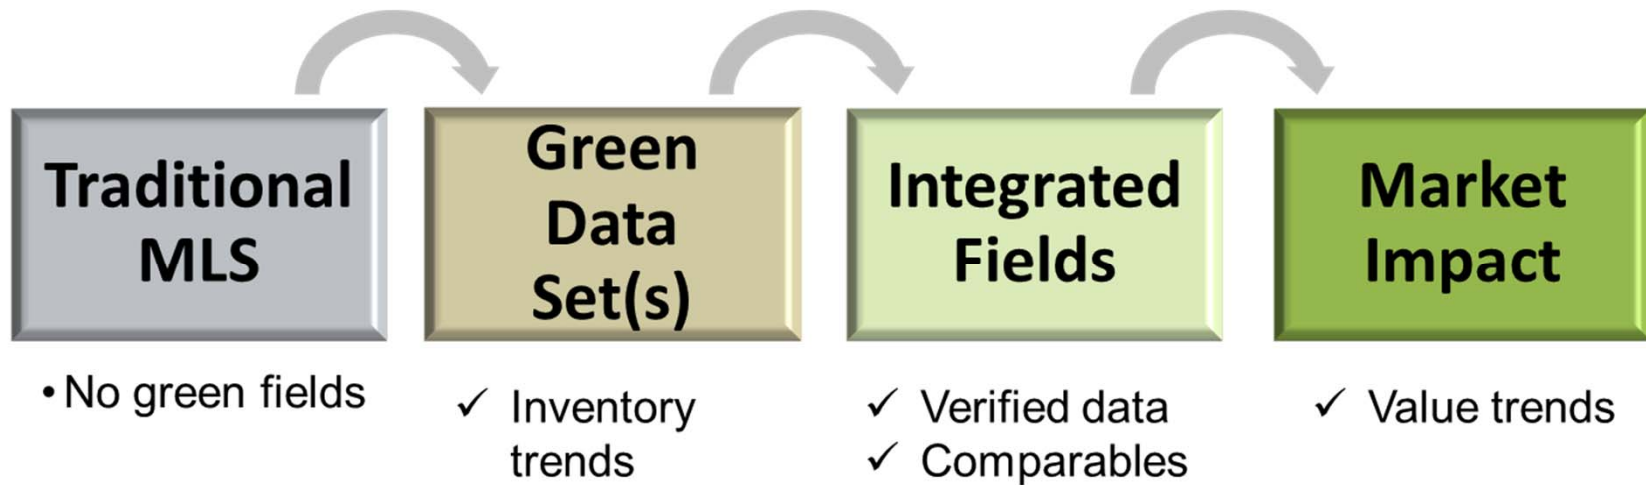 Traditional
MLS
Green
Data
Set(s)
Integrated
Fields
Market
Impact
• No green fields
✓ Inventory
trends
✓ Verified data
✓ Comparables
✓ Value trends